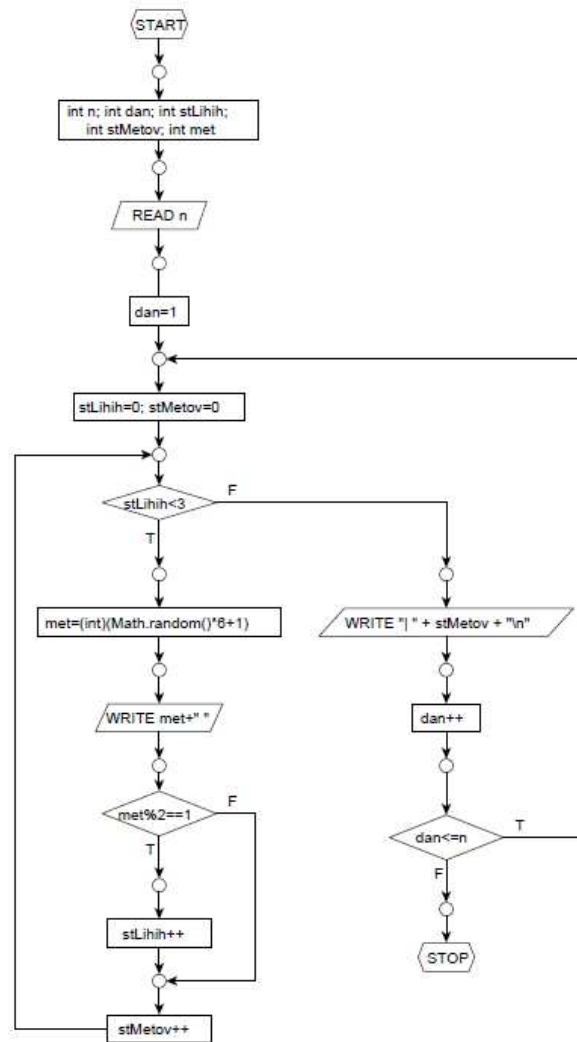 START
int n; int dan; int stLihih;
int stMetov; int met
READ n
dan=1
stLihih=0; stMetov=0
stLihih<3
F
T
met=(int)(Math.random()*6+1)
WRITE met+" "
met%2==1
F
T
stLihih++
stMetov++
WRITE "| " + stMetov + "\n"
dan++
dan<=n
T
F
STOP